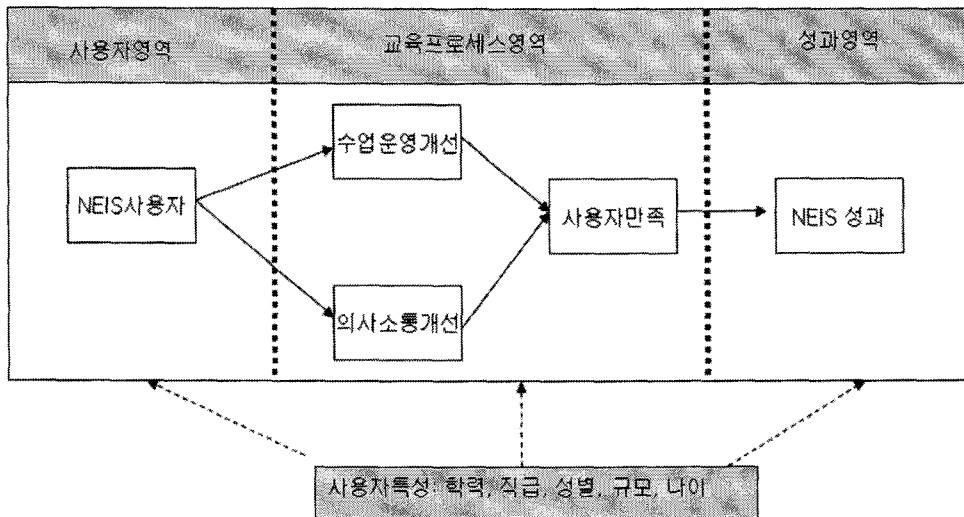 사용자영역
교육프로세스영역
성과영역
수업운영개선
NEIS사용자
사용자만족
NEIS 성과
의사소통개선
사용자특성: 학력, 직급, 성별, 규모, 나이